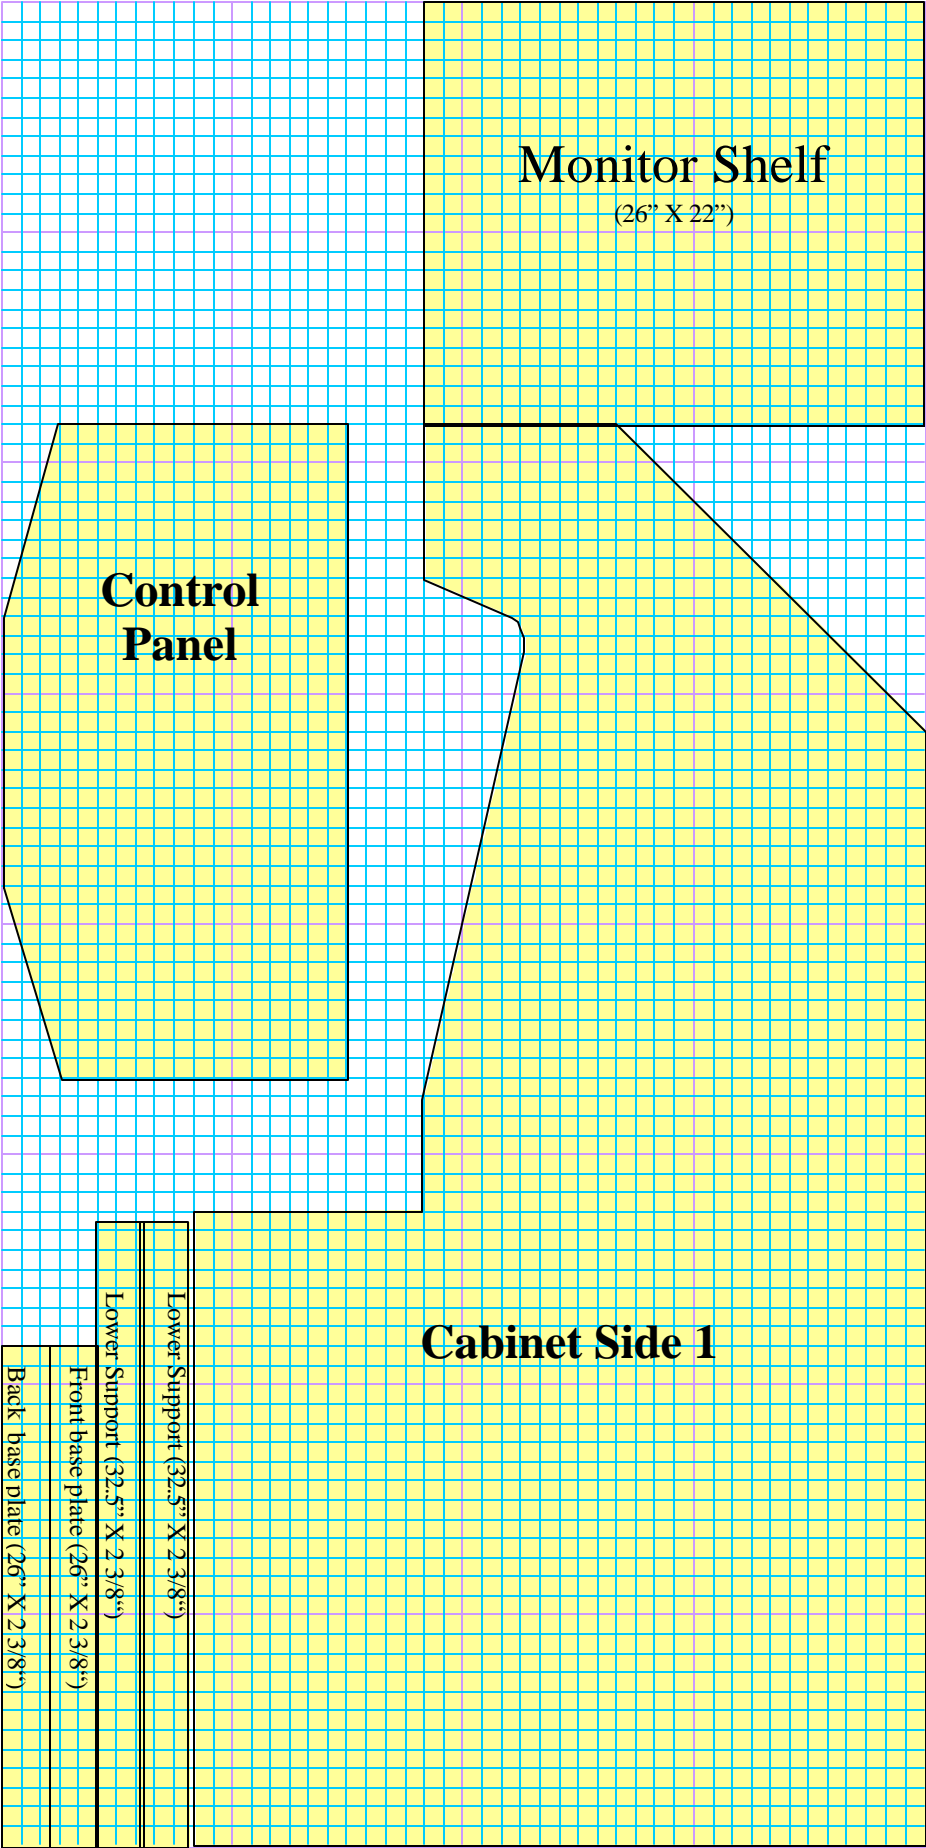 Monitor Shelf
(26” X 22”)
Control
Panel
Cabinet Side 1
Lower Support (32.5” X 2 3/8“)
Lower Support (32.5” X 2 3/8“)
Front base plate (26” X 2 3/8“)
Back base plate (26” X 2 3/8“)